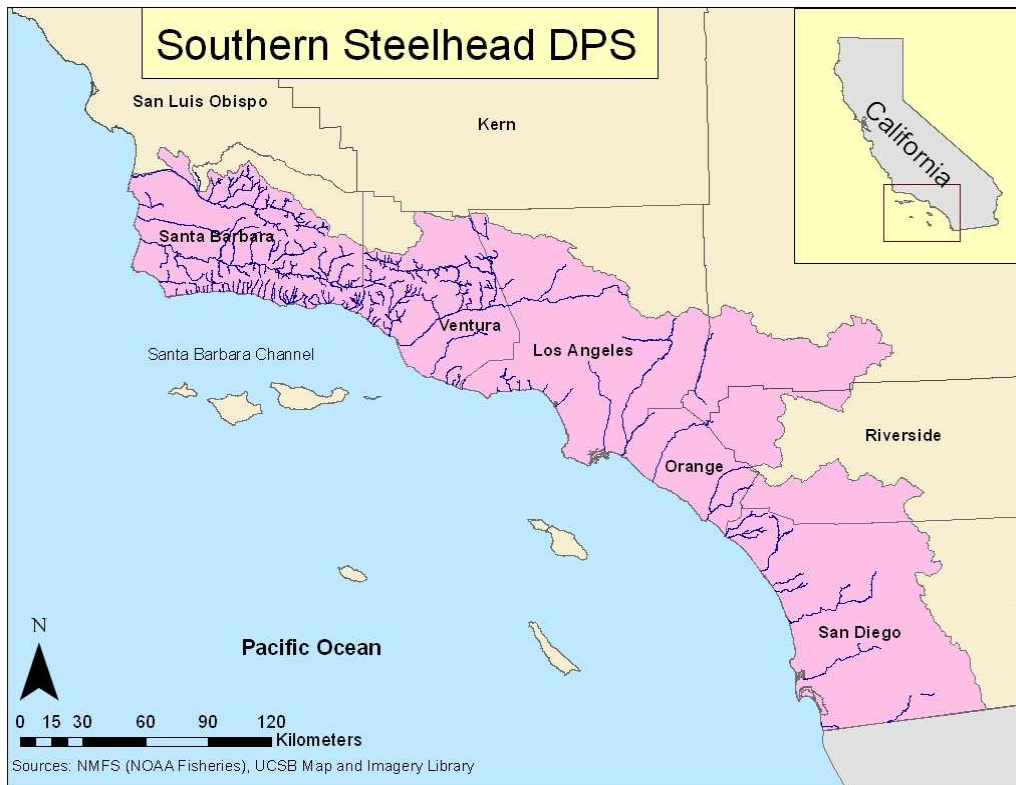 Southern Steelhead DPS
San Luis Obispo
Kern
California
Santa Barbara
Ventura
Santa Barbara Channel
Los Angeles
Riverside
Orange
San Diego
N
Pacific Ocean
0 15 30 60 90 120
Kilometers
Sources: NMFS (NOAA Fisheries), UCSB Map and Imagery Library